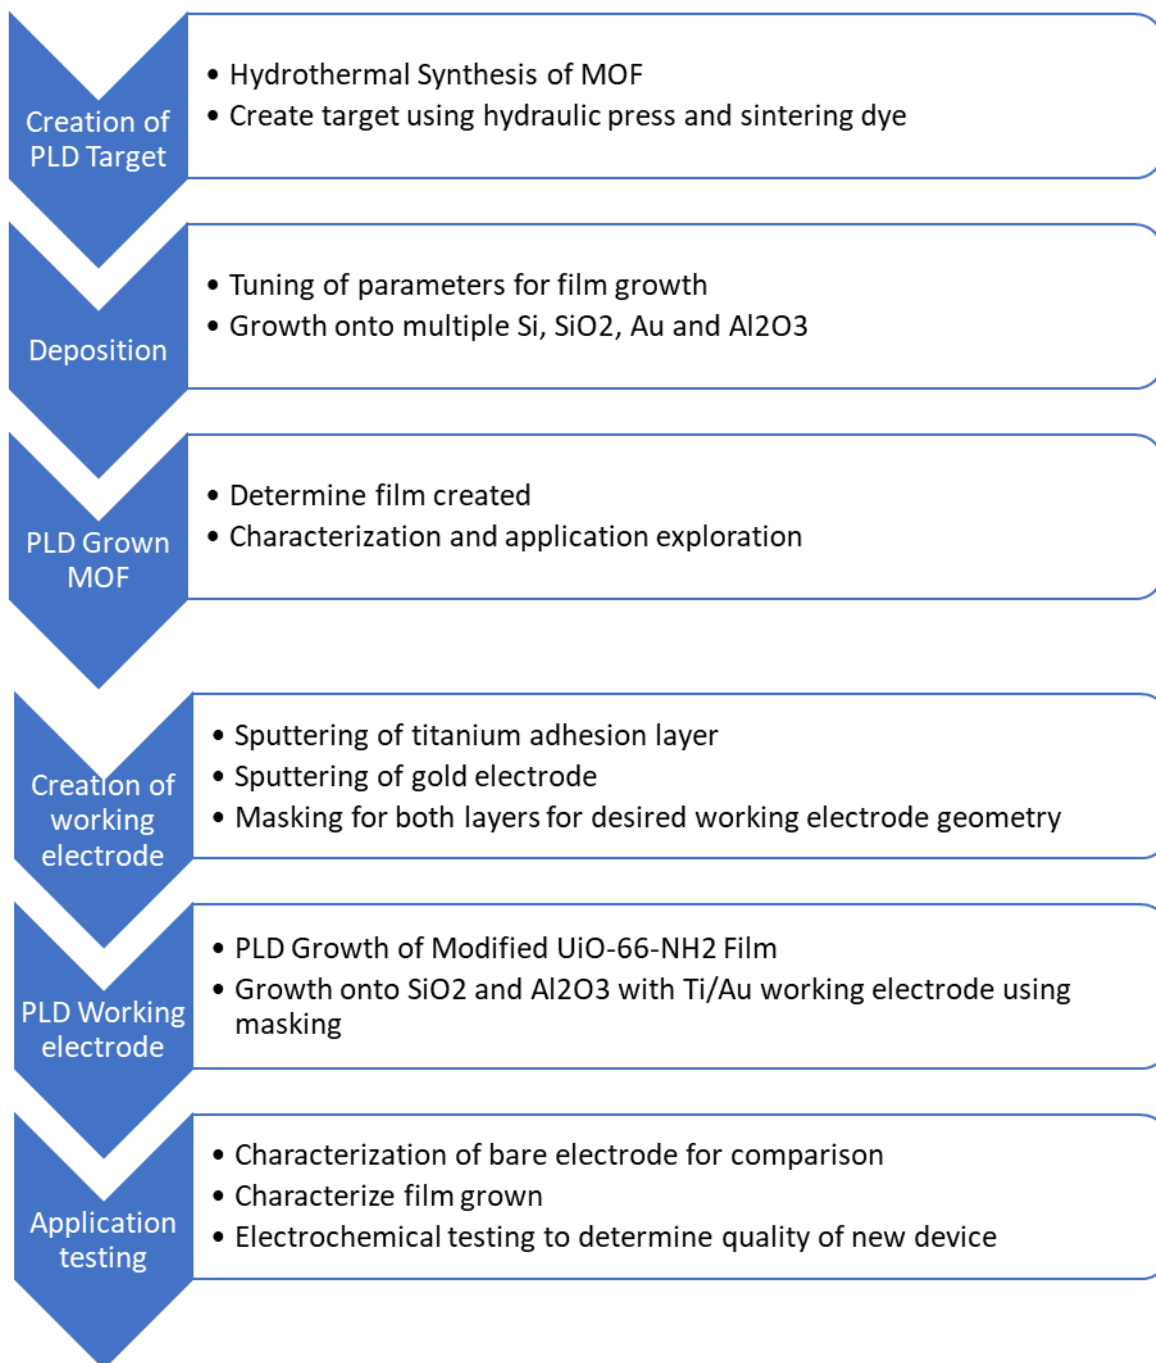 Creation of
PLD Target
• Hydrothermal Synthesis of MOF
• Create target using hydraulic press and sintering dye
Deposition
• Tuning of parameters for film growth
• Growth onto multiple Si, SiO2, Au and Al2O3
PLD Grown
MOF
• Determine film created
• Characterization and application exploration
Creation of
working
electrode
• Sputtering of titanium adhesion layer
• Sputtering of gold electrode
• Masking for both layers for desired working electrode geometry
PLD Working
electrode
• PLD Growth of Modified UiO-66-NH2 Film
• Growth onto SiO2 and Al2O3 with Ti/Au working electrode using
masking
Application
testing
• Characterization of bare electrode for comparison
• Characterize film grown
• Electrochemical testing to determine quality of new device